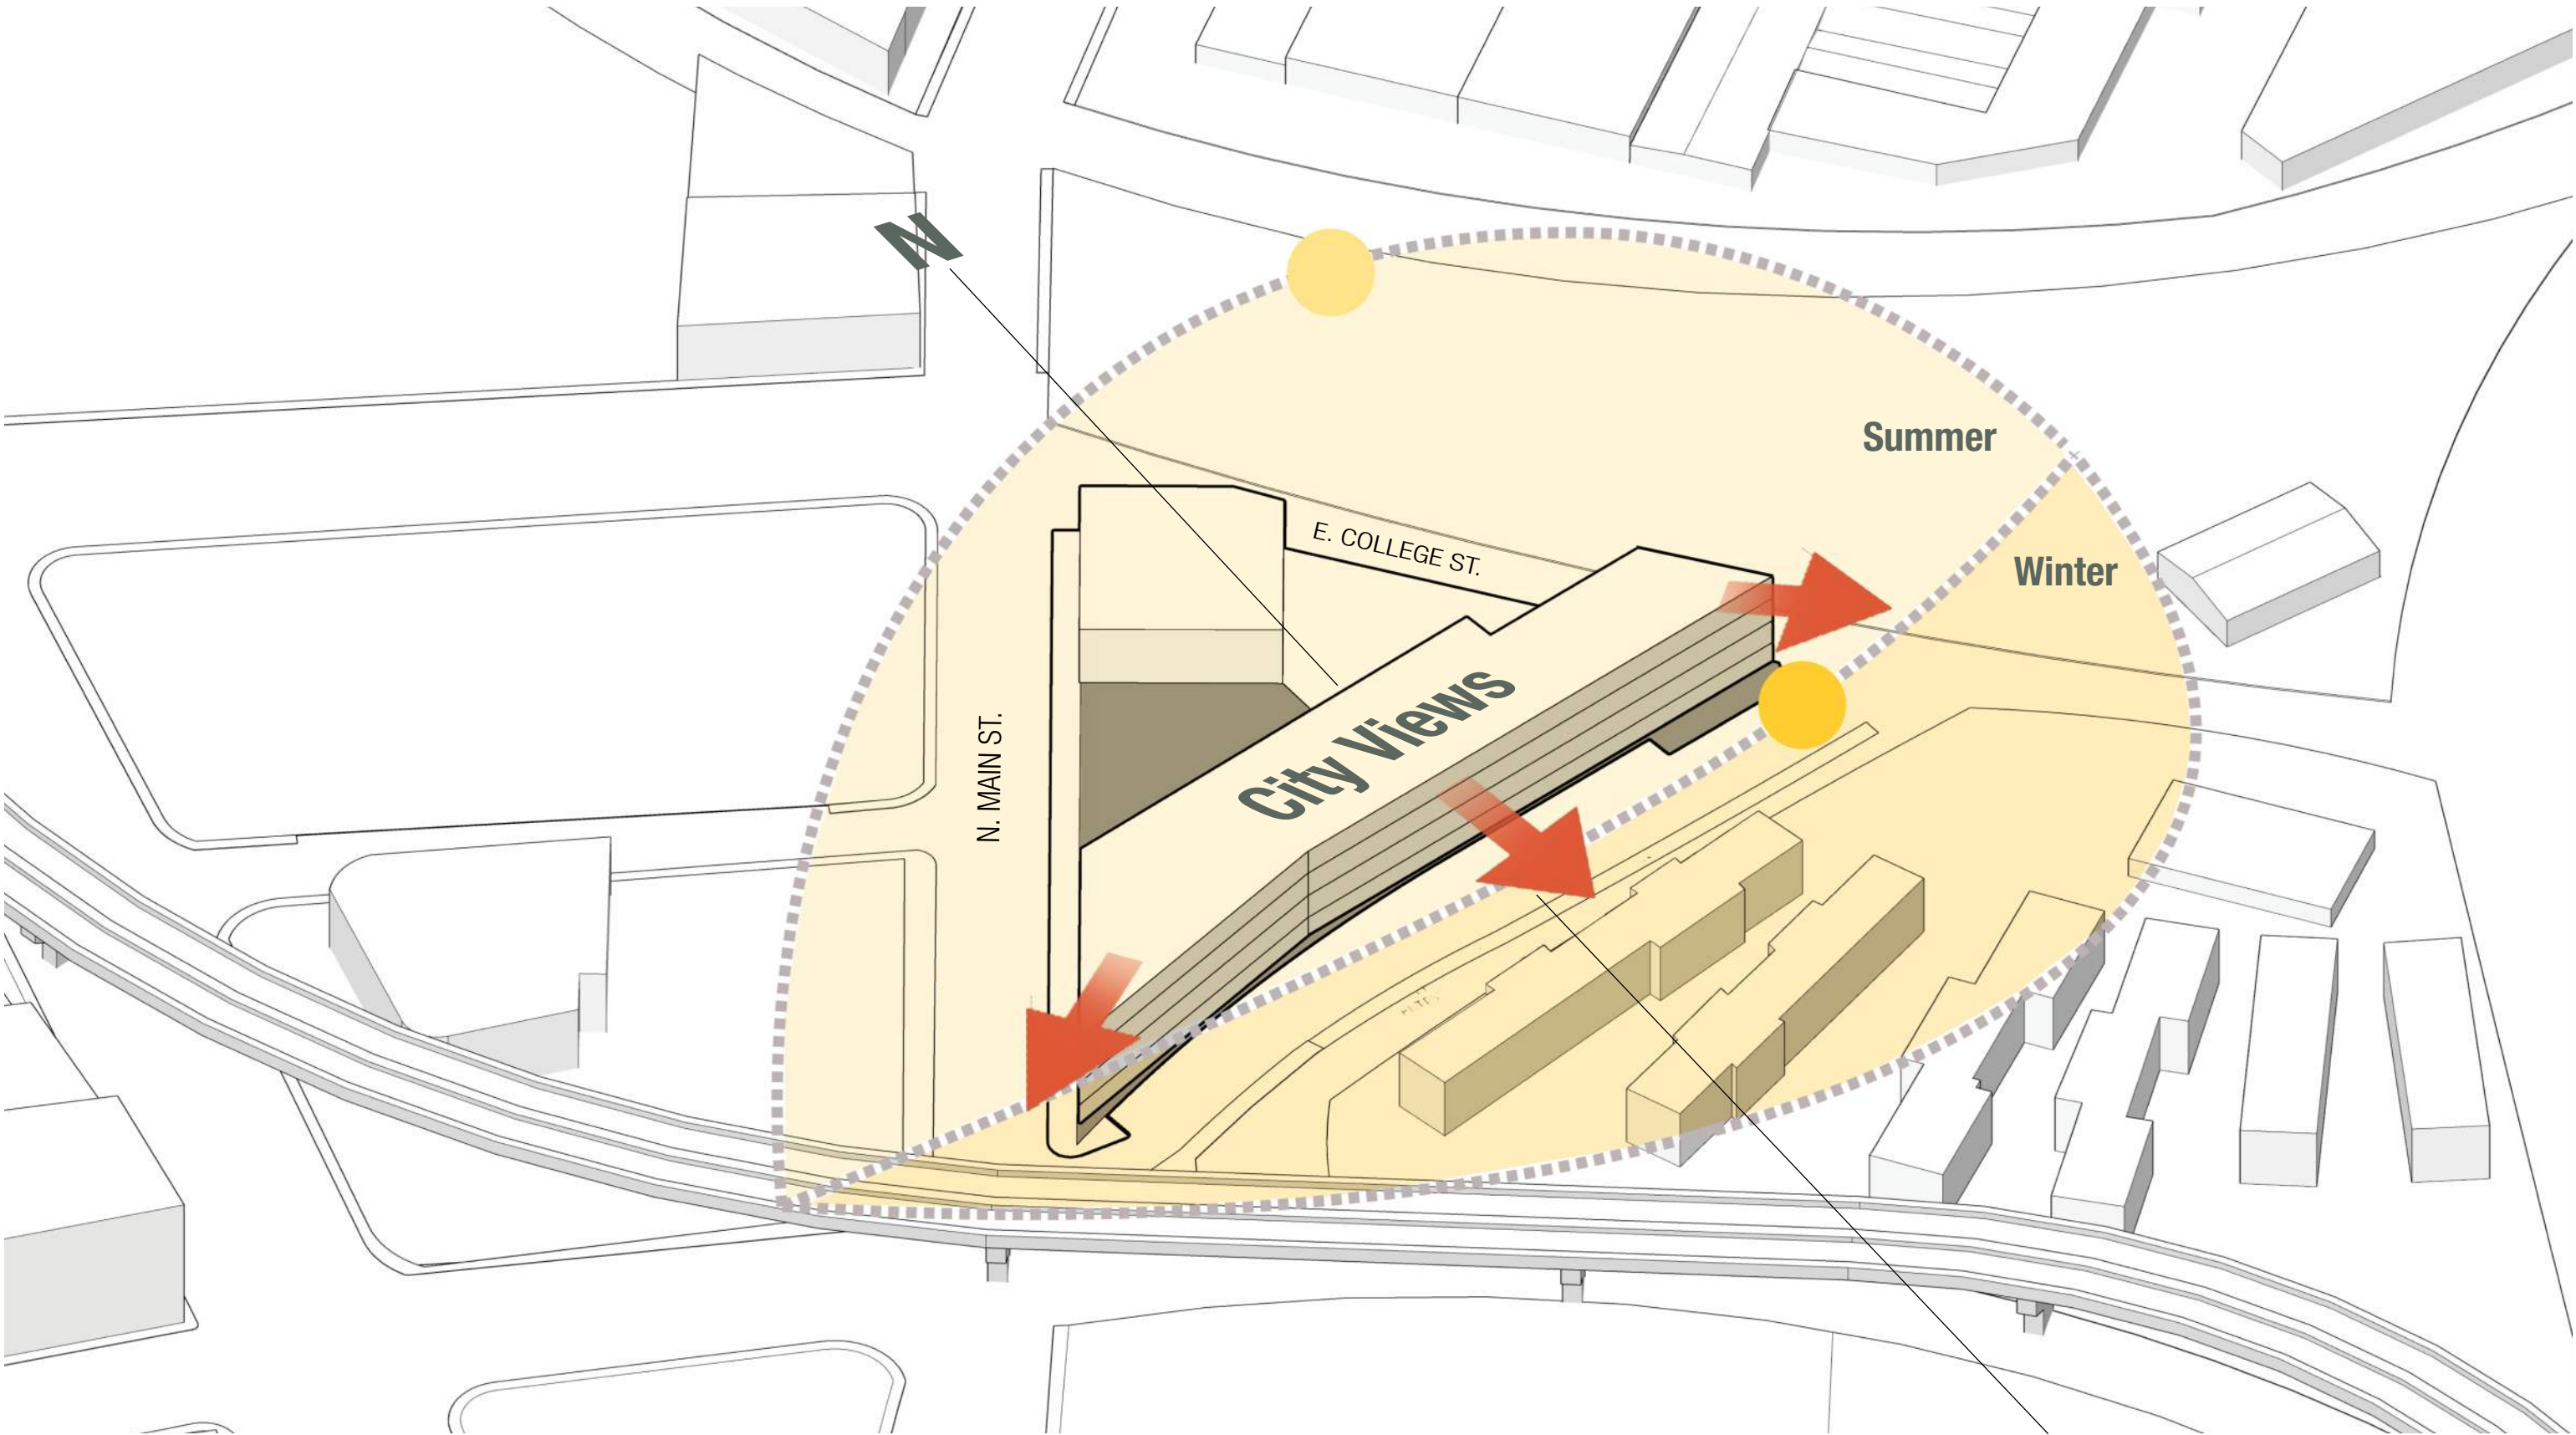 N
Summer
E. COLLEGE ST.
Winter
City Views
N. MAIN ST.